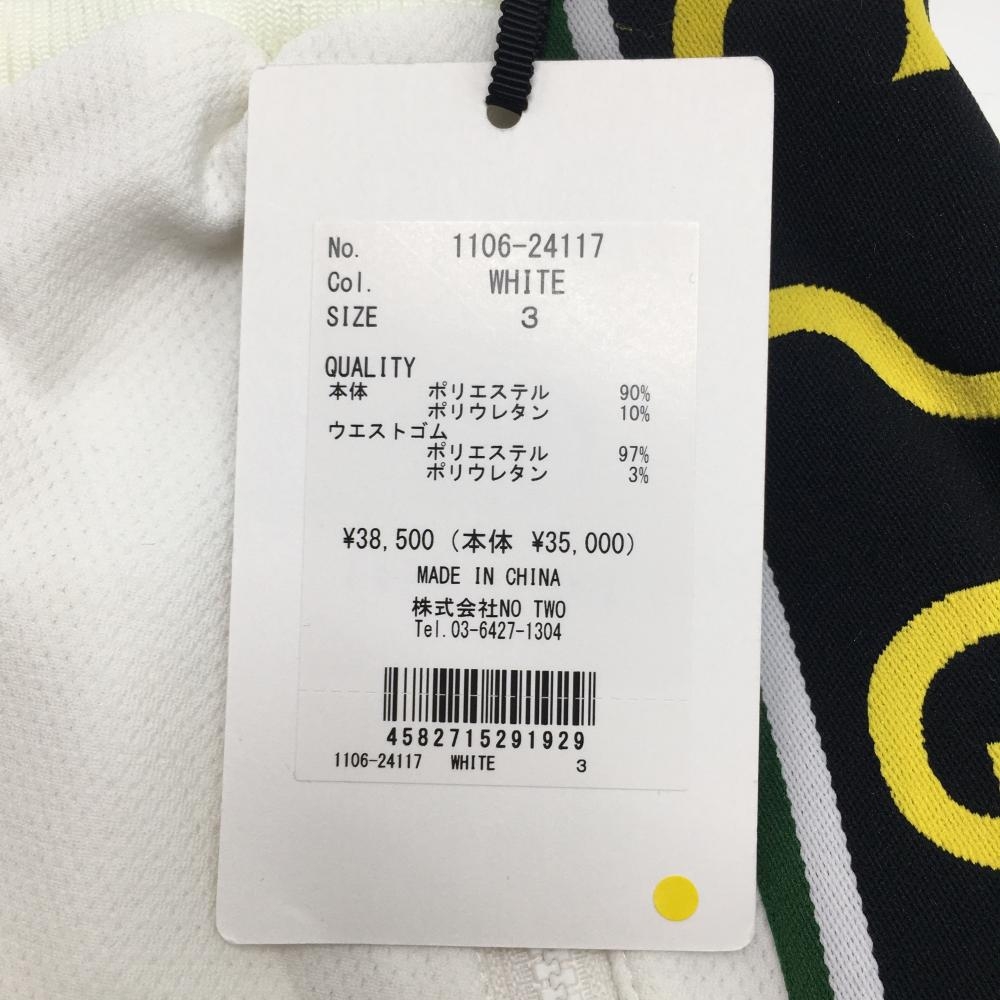 No. 1106-24117
Col. WHITE
SIZE 3
QUALITY
本体 ポリエステル 90%
ポリウレタン 10%
ウエストゴム
ポリエステル 97%
ポリウレタン 3%
¥38,500 (本体 ¥35,000)
MADE IN CHINA
株式会社NO TWO
Tel.03-6427-1304
4582715291929
1106-24117 WHITE 3